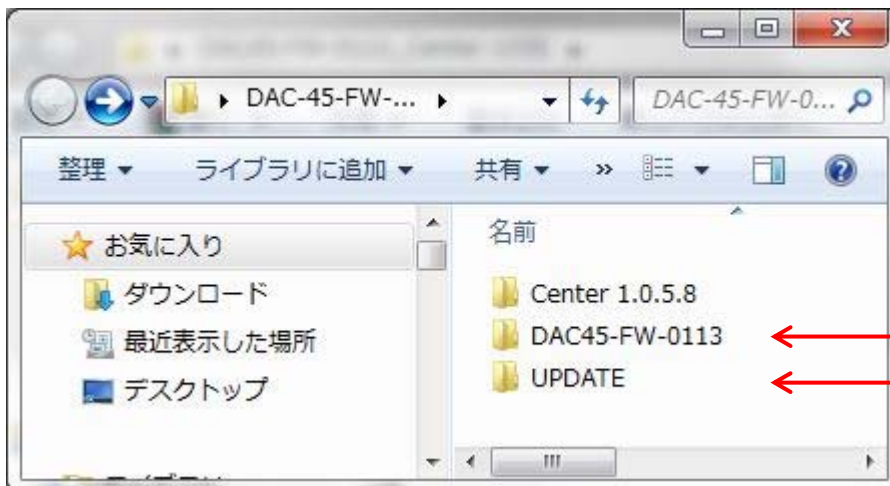 DAC-45-FW-...
DAC-45-FW-0...
整理
ライブラリに追加
共有
»
お気に入り
ダウンロード
最近表示した場所
デスクトップ
名前
Center 1.0.5.8
DAC45-FW-0113
UPDATE